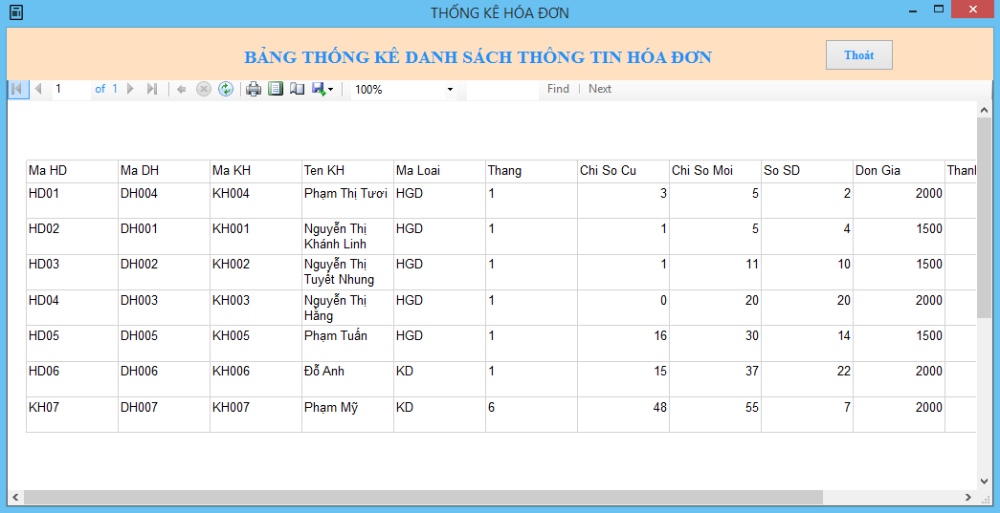 THỐNG KÊ HÓA ĐƠN
BẢNG THỐNG KÊ DANH SÁCH THÔNG TIN HÓA ĐƠN
Thoát
1 of 1 100% Find | Next
Ma HD Ma DH Ma KH Ten KH Ma Loai Thang Chi So Cu Chi So Moi So SD Don Gia
HD01 DH004 KH004 Phạm Thị Tươi HGD 1 3 5 2 2000
HD02 DH001 KH001 Nguyễn Thị HGD 1 1 5 4 1500
Khánh Linh
HD03 DH002 KH002 Nguyễn Thị HGD 1 1 11 10 1500
Tuyết Nhung
HD04 DH003 KH003 Nguyễn Thị HGD 1 0 20 20 2000
Hằng
HD05 DH005 KH005 Phạm Tuấn HGD 1 16 30 14 1500
HD06 DH006 KH006 Đỗ Anh KD 1 15 37 22 2000
KH07 DH007 KH007 Phạm Mỹ KD 6 48 55 7 2000